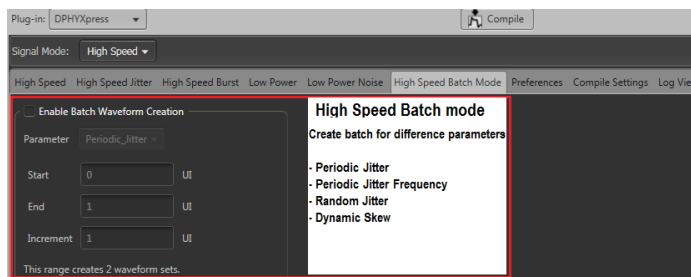 Plug-in: DPHYXpress Compile
Signal Mode: High Speed
High Speed High Speed Jitter High Speed Burst Low Power Low Power Noise High Speed Batch Mode Preferences Compile Settings Log Vie
Enable Batch Waveform Creation
Parameter Periodic_Jitter
Start 0 UI
End 1 UI
Increment 1 UI
This range creates 2 waveform sets.
High Speed Batch mode
Create batch for difference parameters
- Periodic Jitter
- Periodic Jitter Frequency
- Random Jitter
- Dynamic Skew